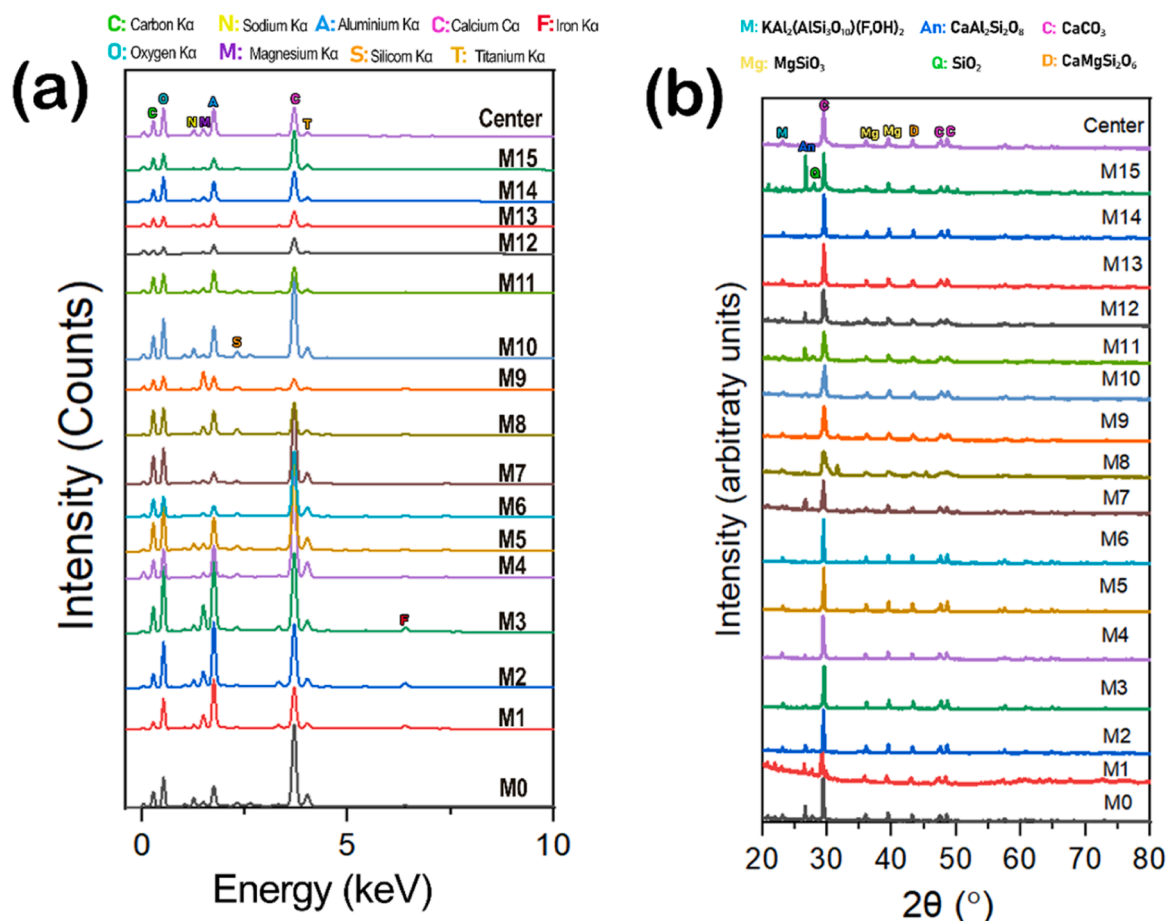 C: Carbon Kα N: Sodium Kα A: Aluminium Kα C: Calcium Cα F: Iron Kα
O: Oxygen Kα M: Magnesium Kα S: Silicom Kα T: Titanium Kα
(a)
C O N M A C T
Center
M15
M14
M13
M12
M11
S
M10
M9
M8
M7
M6
M5
M4
F
M3
M2
M1
M0
Intensity (Counts)
0 5 10
Energy (keV)
M: KAl₂(AlSi₃O₁₀)(F,OH)₂ An: CaAl₂Si₂O₈ C: CaCO₃
Mg: MgSiO₃ Q: SiO₂ D: CaMgSi₂O₆
(b)
C
M An Mg Mg D C C
Center
Q
M15
M14
M13
M12
M11
M10
M9
M8
M7
M6
M5
M4
M3
M2
M1
M0
Intensity (arbitraty units)
20 30 40 50 60 70 80
2θ (°)